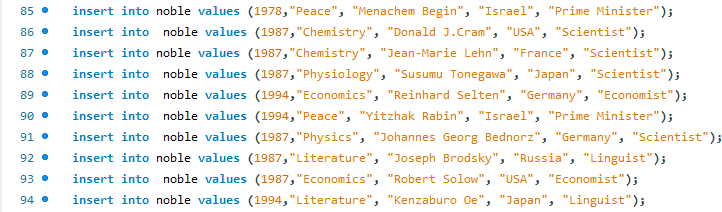 85 insert into noble values (1978,"Peace", "Menachem Begin", "Israel", "Prime Minister");
86 insert into  noble values (1987,"Chemistry", "Donald J.Cram", "USA", "Scientist");
87 insert into noble values (1987,"Chemistry", "Jean-Marie Lehn", "France", "Scientist");
88 insert into  noble values (1987,"Physiology", "Susumu Tonegawa", "Japan", "Scientist");
89 insert into noble values (1994,"Economics", "Reinhard Selten", "Germany", "Economist");
90 insert into  noble values (1994,"Peace", "Yitzhak Rabin", "Israel", "Prime Minister");
91 insert into  noble values (1987,"Physics", "Johannes Georg Bednorz", "Germany", "Scientist");
92 insert into noble values (1987,"Literature", "Joseph Brodsky", "Russia", "Linguist");
93 insert into  noble values (1987,"Economics", "Robert Solow", "USA", "Economist");
94 insert into noble values (1994,"Literature", "Kenzaburo Oe", "Japan", "Linguist");